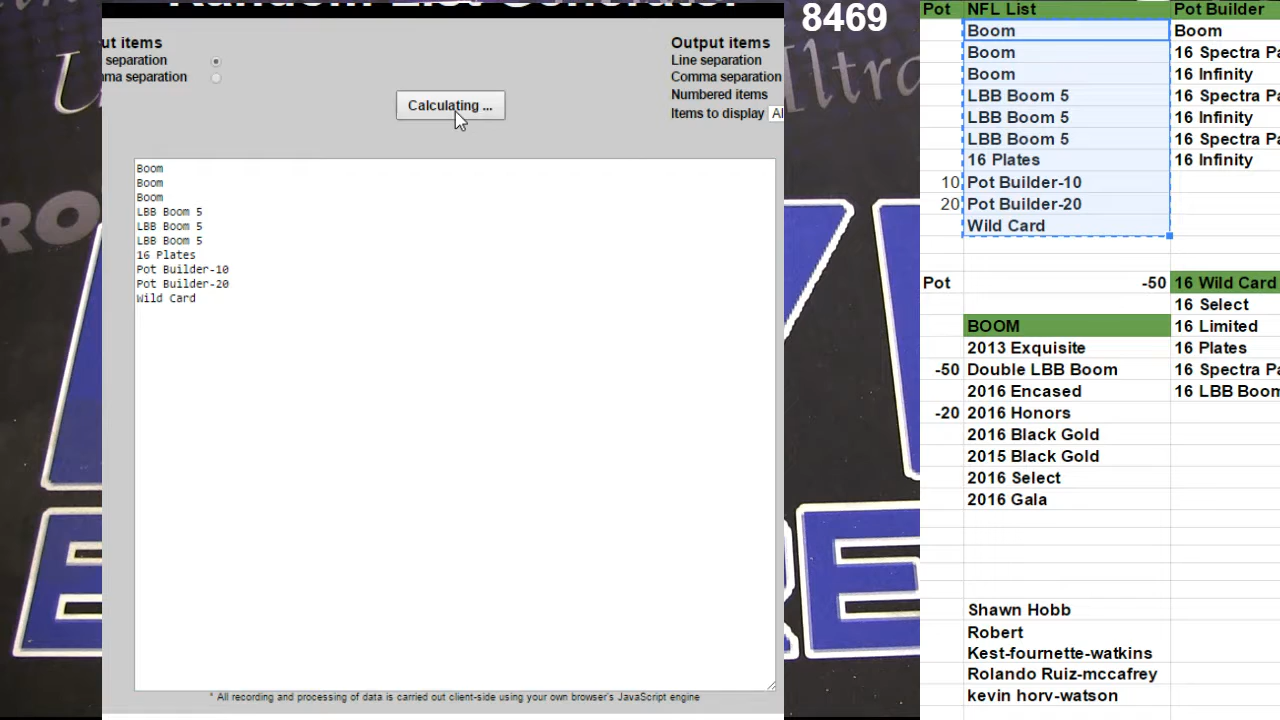 Random List Generator
8469
ut items
separation
mma separation
Calculating ...
Output items
Line separation
Comma separation
Numbered items
Items to display
Boom
Boom
Boom
LBB Boom 5
LBB Boom 5
LBB Boom 5
16 Plates
Pot Builder-10
Pot Builder-20
Wild Card
* All recording and processing of data is carried out client-side using your own browser's JavaScript engine
Pot NFL List Pot Builder
Boom Boom
Boom 16 Spectra Pa
Boom 16 Infinity
LBB Boom 5 16 Spectra Pa
LBB Boom 5 16 Infinity
LBB Boom 5 16 Spectra Pa
16 Plates 16 Infinity
10 Pot Builder-10
20 Pot Builder-20
Wild Card
Pot -50 16 Wild Card
16 Select
BOOM 16 Limited
2013 Exquisite 16 Plates
-50 Double LBB Boom 16 Spectra Pa
2016 Encased 16 LBB Boom
-20 2016 Honors
2016 Black Gold
2015 Black Gold
2016 Select
2016 Gala
Shawn Hobb
Robert
Kest-fournette-watkins
Rolando Ruiz-mccafrey
kevin horv-watson